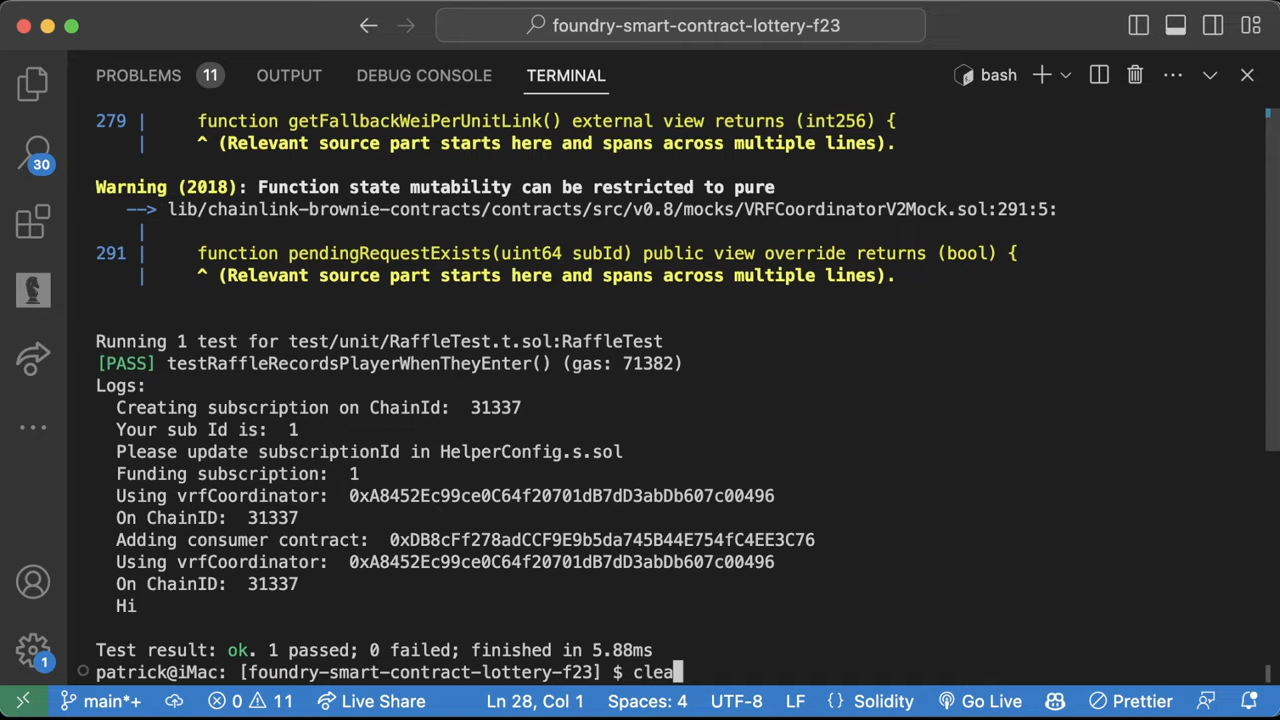 foundry-smart-contract-lottery-f23
PROBLEMS 11 OUTPUT DEBUG CONSOLE TERMINAL bash
279 | function getFallbackWeiPerUnitLink() external view returns (int256) {
| ^ (Relevant source part starts here and spans across multiple lines).
Warning (2018): Function state mutability can be restricted to pure
--> lib/chainlink-brownie-contracts/contracts/src/v0.8/mocks/VRFCoordinatorV2Mock.sol:291:5:
|
291 | function pendingRequestExists(uint64 subId) public view override returns (bool) {
| ^ (Relevant source part starts here and spans across multiple lines).
30
Running 1 test for test/unit/RaffleTest.t.sol:RaffleTest
[PASS] testRaffleRecordsPlayerWhenTheyEnter() (gas: 71382)
Logs:
Creating subscription on ChainId: 31337
Your sub Id is: 1
Please update subscriptionId in HelperConfig.s.sol
Funding subscription: 1
Using vrfCoordinator: 0xA8452Ec99ce0C64f20701dB7dD3abDb607c00496
On ChainID: 31337
Adding consumer contract: 0xDB8cFf278adCCF9E9b5da745B44E754fC4EE3C76
Using vrfCoordinator: 0xA8452Ec99ce0C64f20701dB7dD3abDb607c00496
On ChainID: 31337
Hi
Test result: ok. 1 passed; 0 failed; finished in 5.88ms
1
patrick@iMac: [foundry-smart-contract-lottery-f23] $ clea
main*+ 0 11 Live Share Ln 28, Col 1 Spaces: 4 UTF-8 LF {} Solidity Go Live Prettier